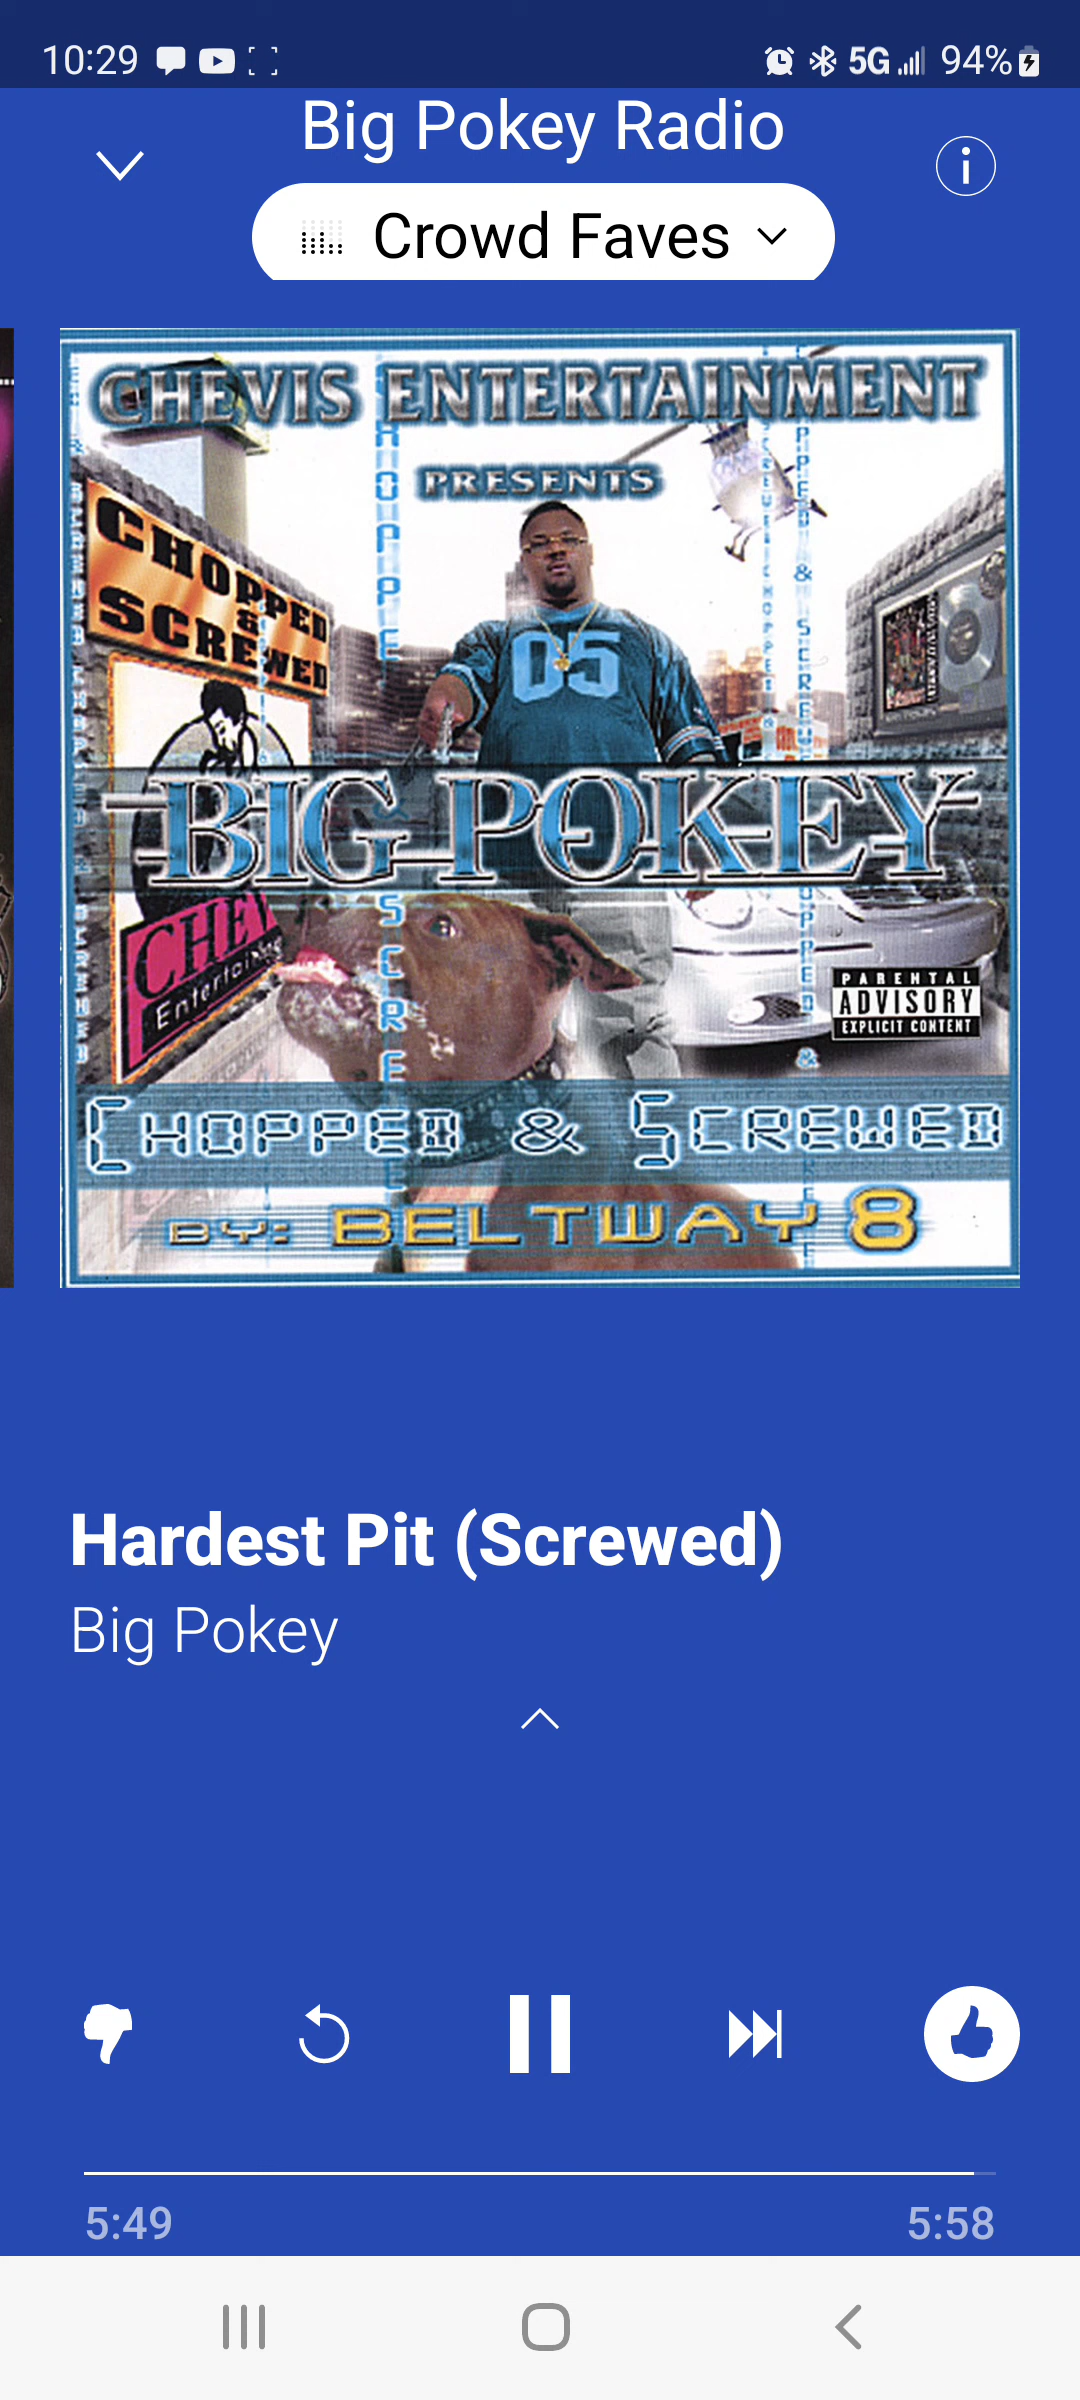 10:29
5G 94%
Big Pokey Radio
Crowd Faves
CHEVIS ENTERTAINMENT
PRESENTS
CHOPPED
&
SCREWED
05
BIG POKEY
CHEV
Entertainment
PARENTAL
ADVISORY
EXPLICIT CONTENT
CHOPPED & SCREWED
BY: BELTWAY 8
Hardest Pit (Screwed)
Big Pokey
5:49
5:58